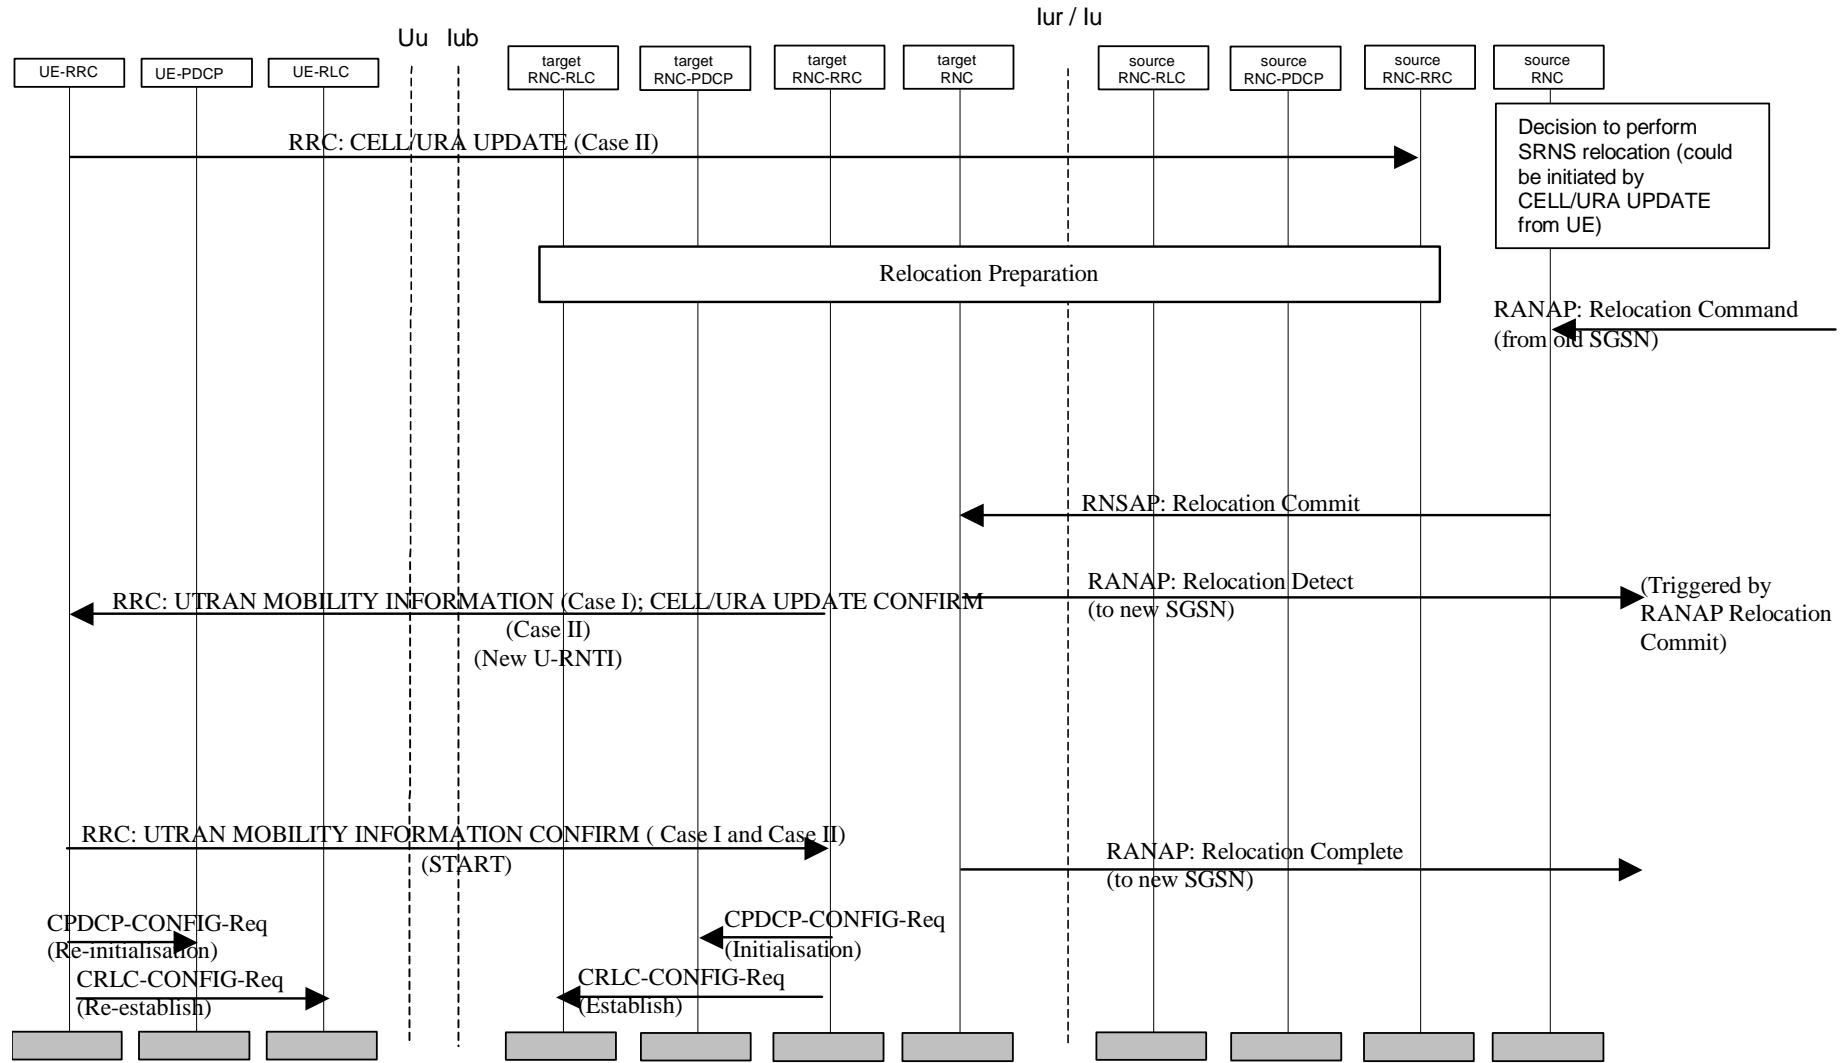 Iur / Iu
Uu
Iub
UE-RRC
UE-PDCP
UE-RLC
target
RNC-RLC
target
RNC-PDCP
target
RNC-RRC
target
RNC
source
RNC-RLC
source
RNC-PDCP
source
RNC-RRC
source
RNC
Decision to perform
SRNS relocation (could
be initiated by
CELL/URA UPDATE
from UE)
RRC: CELL/URA UPDATE (Case II)
Relocation Preparation
RANAP: Relocation Command
(from old SGSN)
RNSAP: Relocation Commit
RANAP: Relocation Detect
(to new SGSN)
(Triggered by
RANAP Relocation
Commit)
RRC: UTRAN MOBILITY INFORMATION (Case I); CELL/URA UPDATE CONFIRM
(Case II)
(New U-RNTI)
RRC: UTRAN MOBILITY INFORMATION CONFIRM ( Case I and Case II)
(START)
RANAP: Relocation Complete
(to new SGSN)
CPDCP-CONFIG-Req
(Re-initialisation)
CPDCP-CONFIG-Req
(Initialisation)
CRLC-CONFIG-Req
(Re-establish)
CRLC-CONFIG-Req
(Establish)